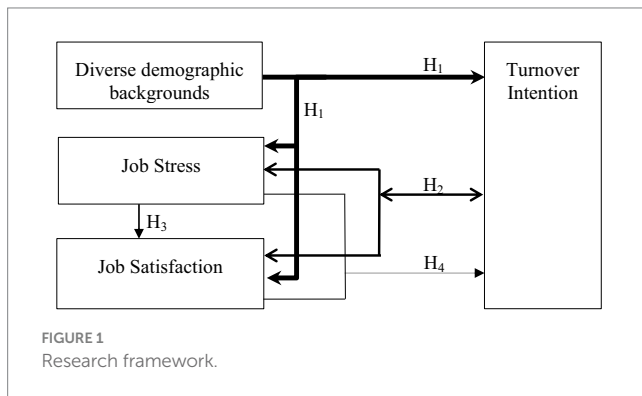 Diverse demographic
backgrounds
H₁
Turnover
Intention
H₁
Job Stress
H₂
H₃
Job Satisfaction
H₄
FIGURE 1
Research framework.